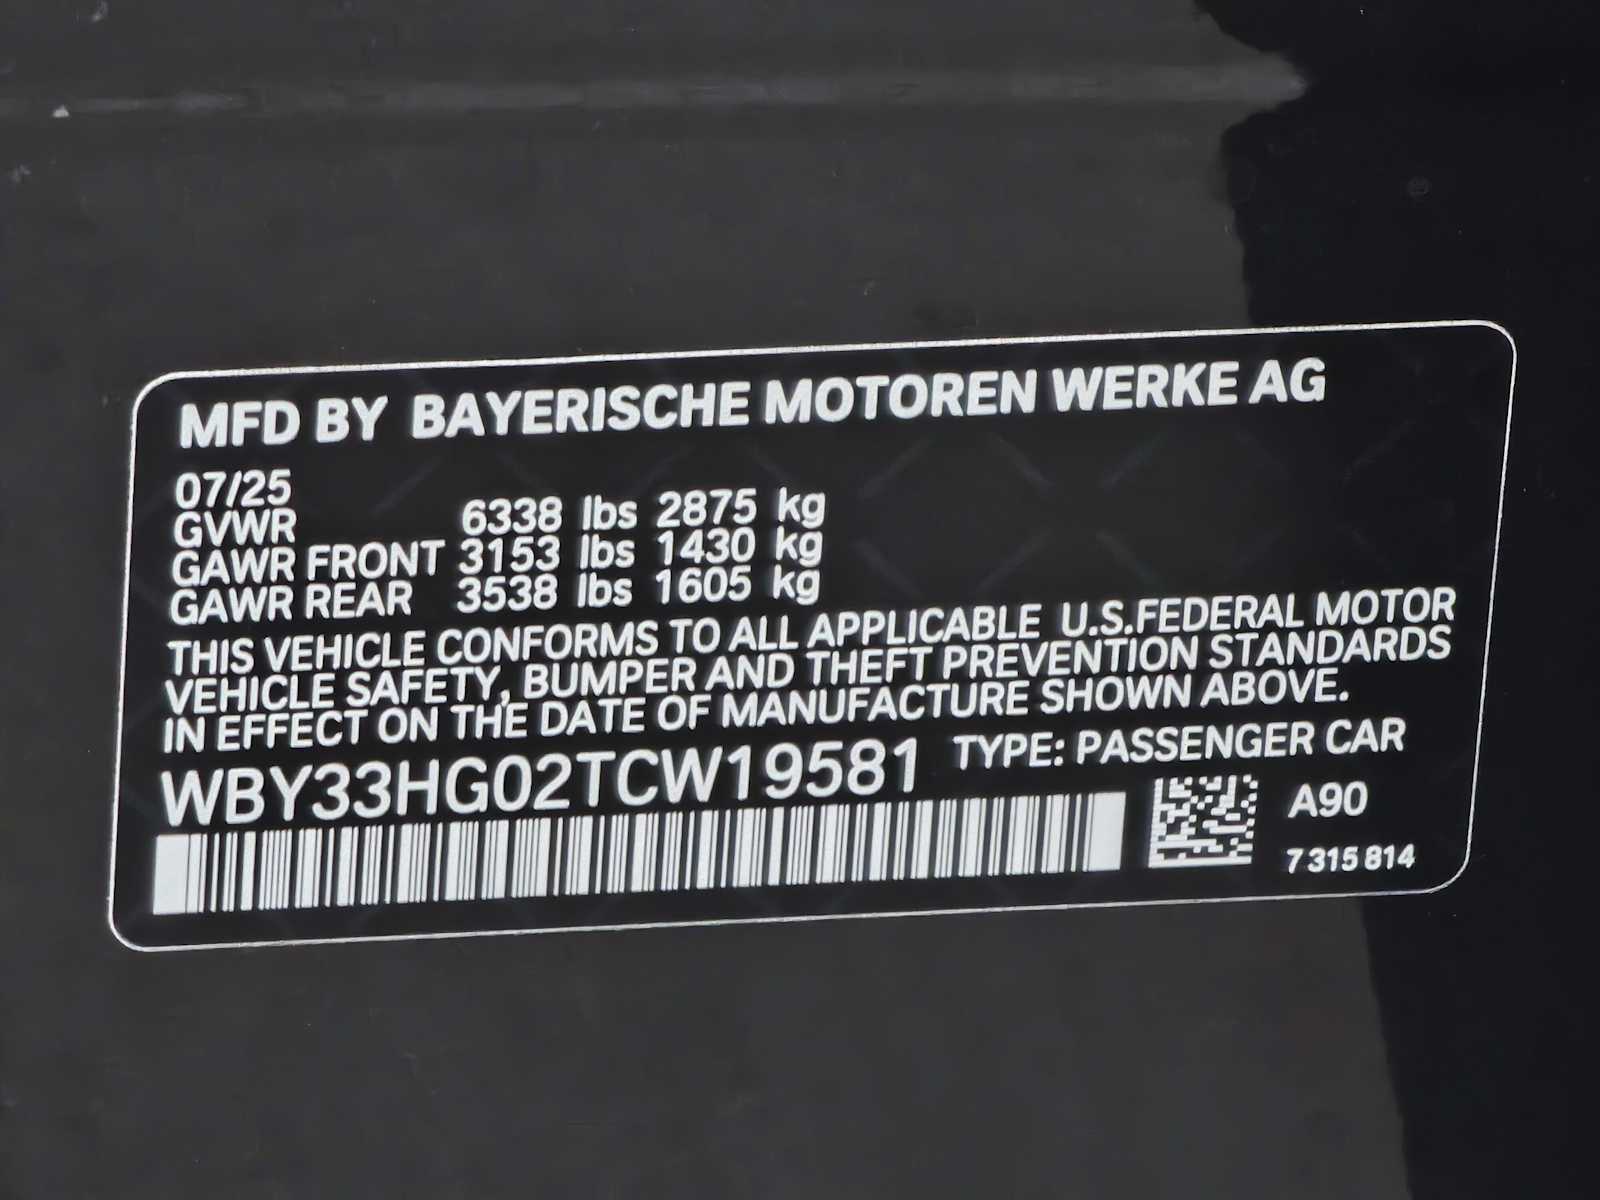 MFD BY BAYERISCHE MOTOREN WERKE AG
07/25
GVWR 6338 lbs 2875 kg
GAWR FRONT 3153 lbs 1430 kg
GAWR REAR 3538 lbs 1605 kg
THIS VEHICLE CONFORMS TO ALL APPLICABLE U.S.FEDERAL MOTOR
VEHICLE SAFETY, BUMPER AND THEFT PREVENTION STANDARDS
IN EFFECT ON THE DATE OF MANUFACTURE SHOWN ABOVE.
WBY33HG02TCW19581 TYPE: PASSENGER CAR
A90
7 315 814